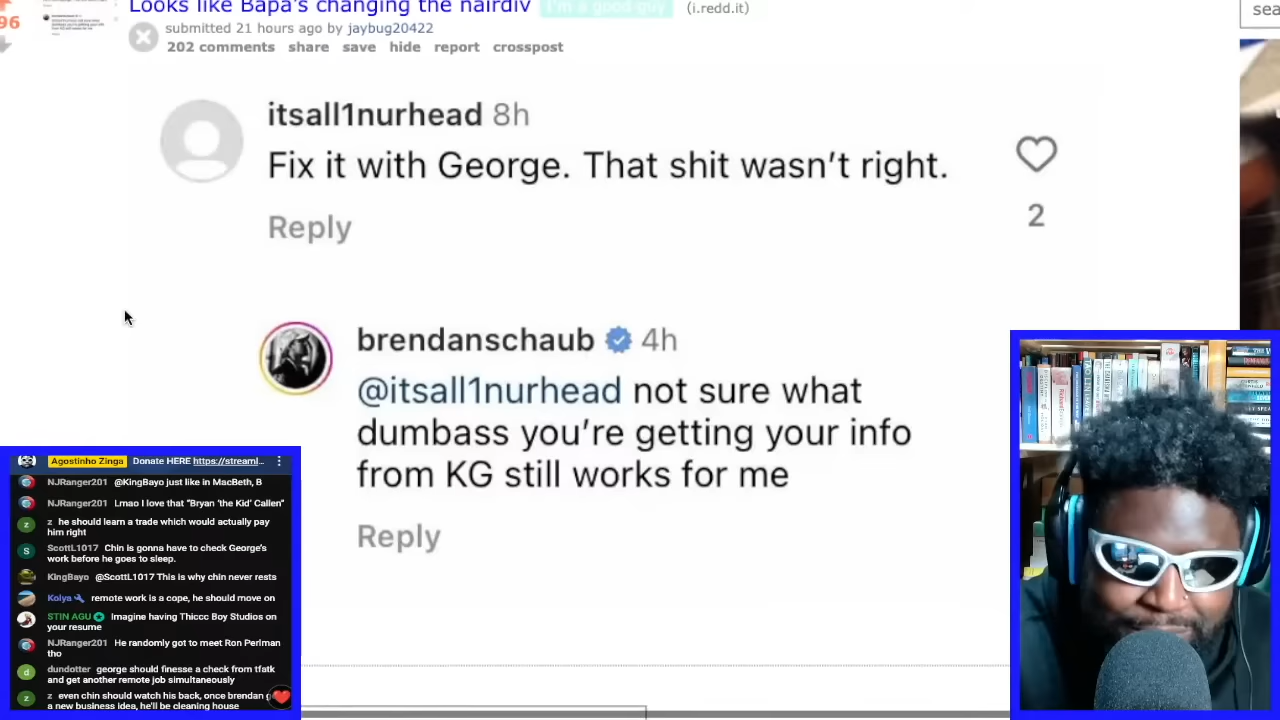 96
Looks like Bapa's changing the nairdiv I'm a good guy (i.redd.it)
submitted 21 hours ago by jaybug20422
202 comments share save hide report crosspost
sea
itsall1nurhead 8h
Fix it with George. That shit wasn't right.
Reply
2
brendanschaub 4h
@itsall1nurhead not sure what
dumbass you're getting your info
from KG still works for me
Reply
Agostinho Zinga Donate HERE https://streaml...
NJRanger201 @KingBayo just like in MacBeth, B
NJRanger201 Lmao I love that "Bryan 'the Kid' Callen"
z he should learn a trade which would actually pay
him right
ScottL1017 Chin is gonna have to check George's
work before he goes to sleep.
KingBayo @ScottL1017 This is why chin never rests
Kolya remote work is a cope, he should move on
STIN AGU Imagine having Thiccc Boy Studios on
your resume
NJRanger201 He randomly got to meet Ron Perlman
tho
dundotter george should finesse a check from tfatk
and get another remote job simultaneously
z even chin should watch his back, once brendan g
a new business idea, he'll be cleaning house